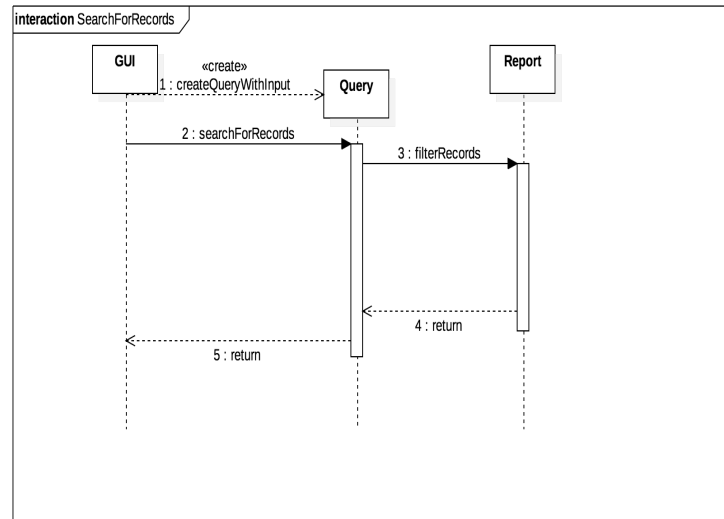 interaction SearchForRecords
GUI
Query
Report
«create»
1 : createQueryWithInput
2 : searchForRecords
3 : filterRecords
4 : return
5 : return